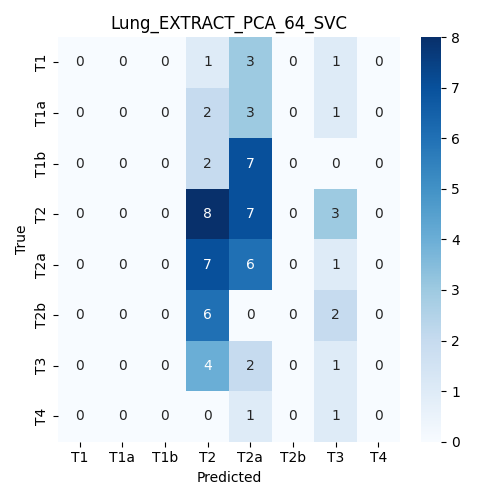 Lung_EXTRACT_PCA_64_SVC
T1 0 0 0 1 3 0 1 0
T1a 0 0 0 2 3 0 1 0
T1b 0 0 0 2 7 0 0 0
T2 0 0 0 8 7 0 3 0
T2a 0 0 0 7 6 0 1 0
T2b 0 0 0 6 0 0 2 0
T3 0 0 0 4 2 0 1 0
T4 0 0 0 0 1 0 1 0
T1 T1a T1b T2 T2a T2b T3 T4
Predicted
True
8
7
6
5
4
3
2
1
0